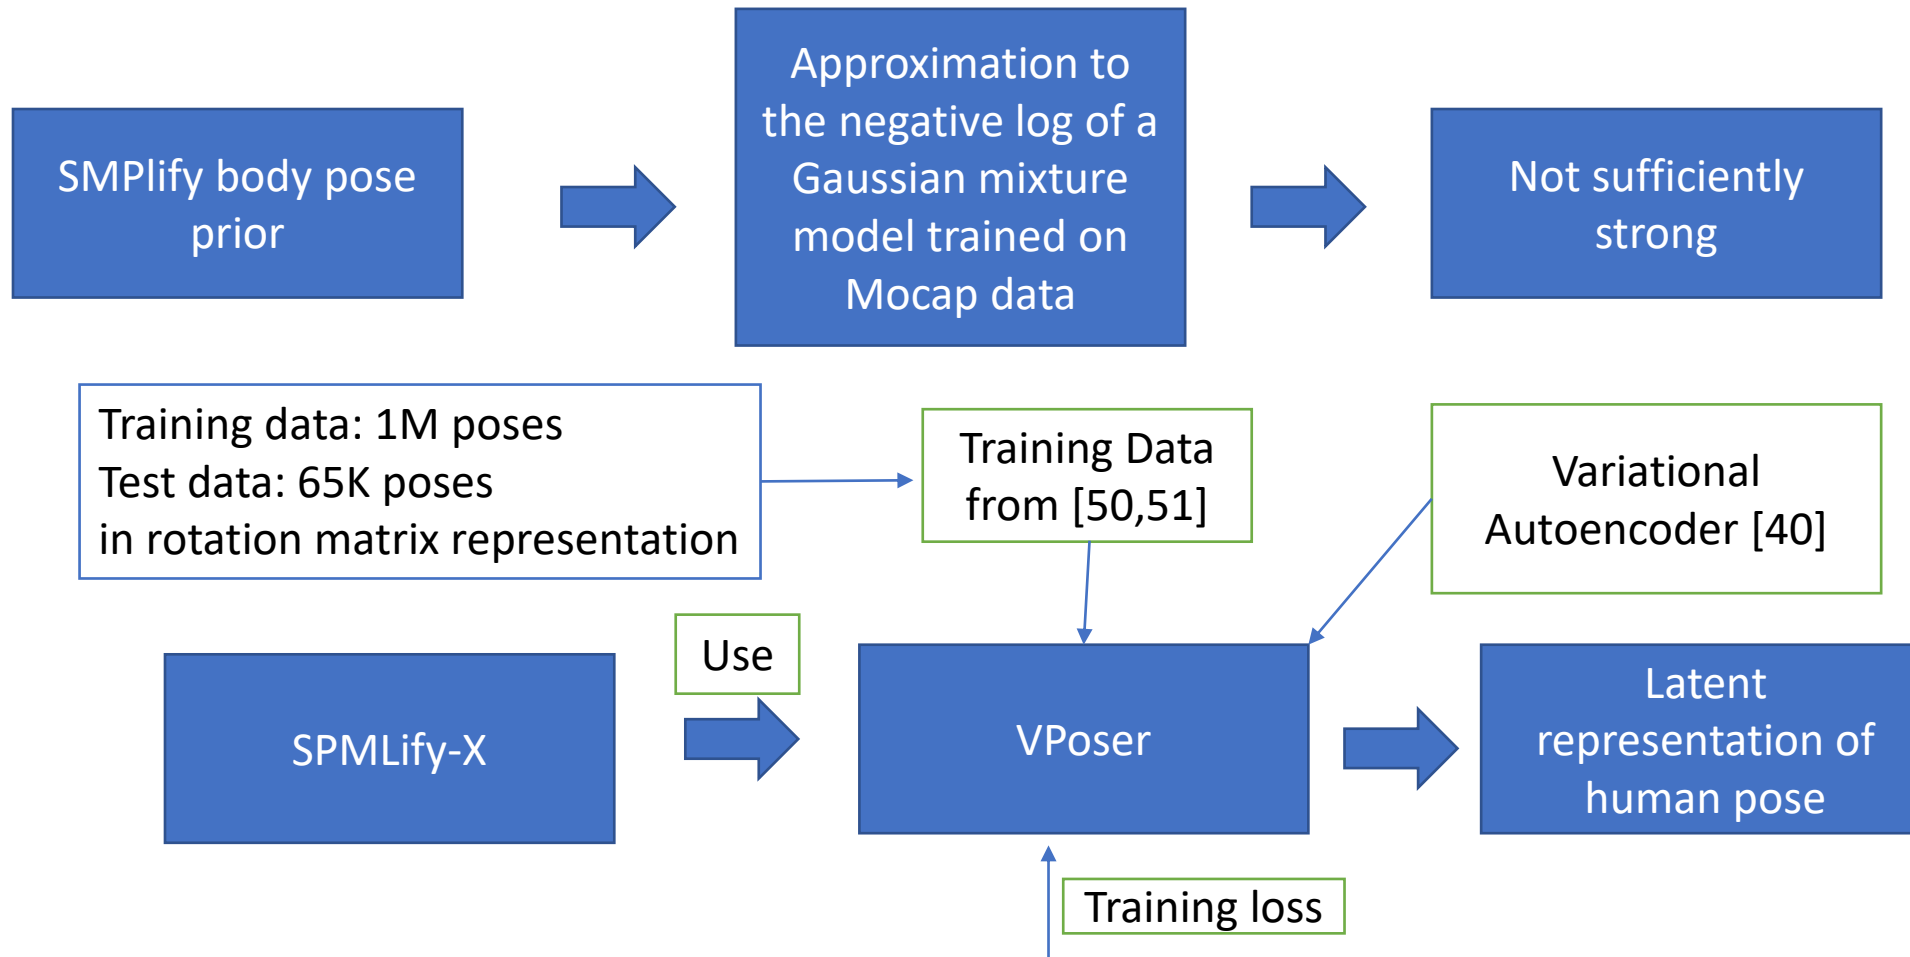 SMPlify body pose
prior
Approximation to
the negative log of a
Gaussian mixture
model trained on
Mocap data
Not sufficiently
strong
Training data: 1M poses
Test data: 65K poses
in rotation matrix representation
Training Data
from [50,51]
Variational
Autoencoder [40]
Use
SPMLify-X
VPoser
Latent
representation of
human pose
Training loss